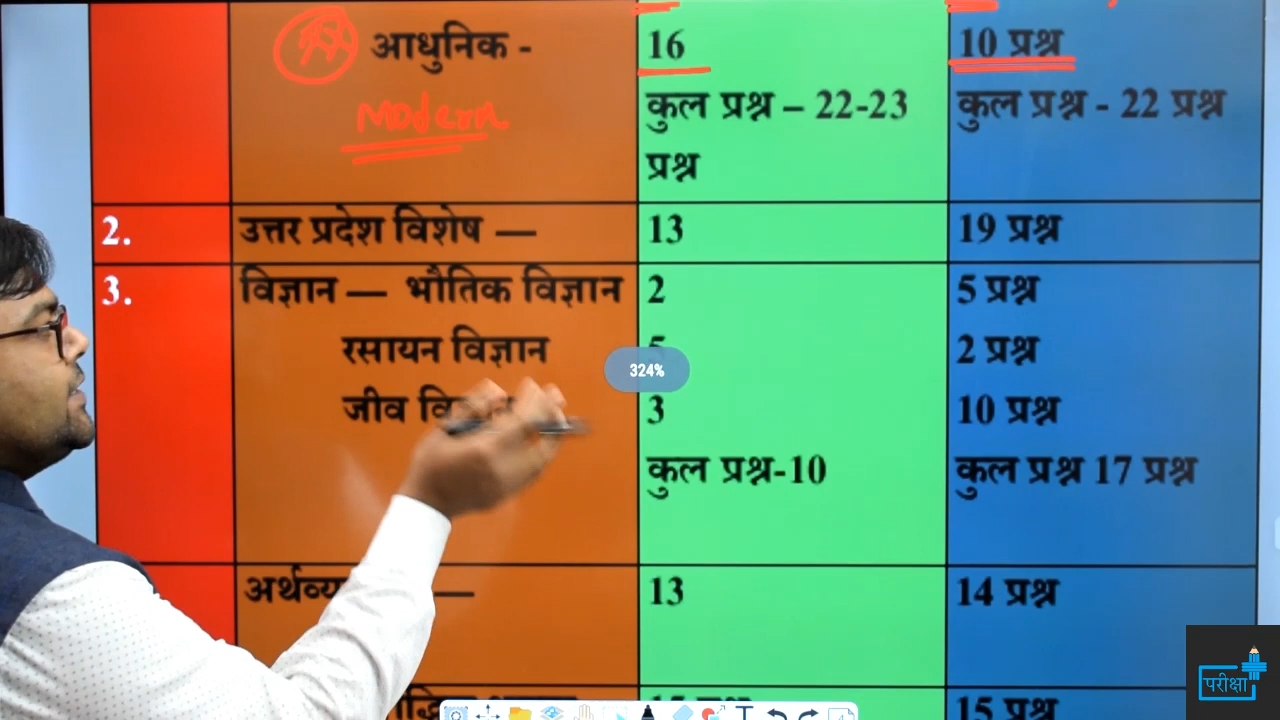 आधुनिक -
16
10 प्रश्न
Modern
कुल प्रश्न – 22-23
प्रश्न
कुल प्रश्न - 22 प्रश्न
2.
उत्तर प्रदेश विशेष —
13
19 प्रश्न
3.
विज्ञान — भौतिक विज्ञान
2
5 प्रश्न
रसायन विज्ञान
2 प्रश्न
324%
जीव
3
10 प्रश्न
कुल प्रश्न-10
कुल प्रश्न 17 प्रश्न
—
13
14 प्रश्न
15 प्रश्न
परीक्षा